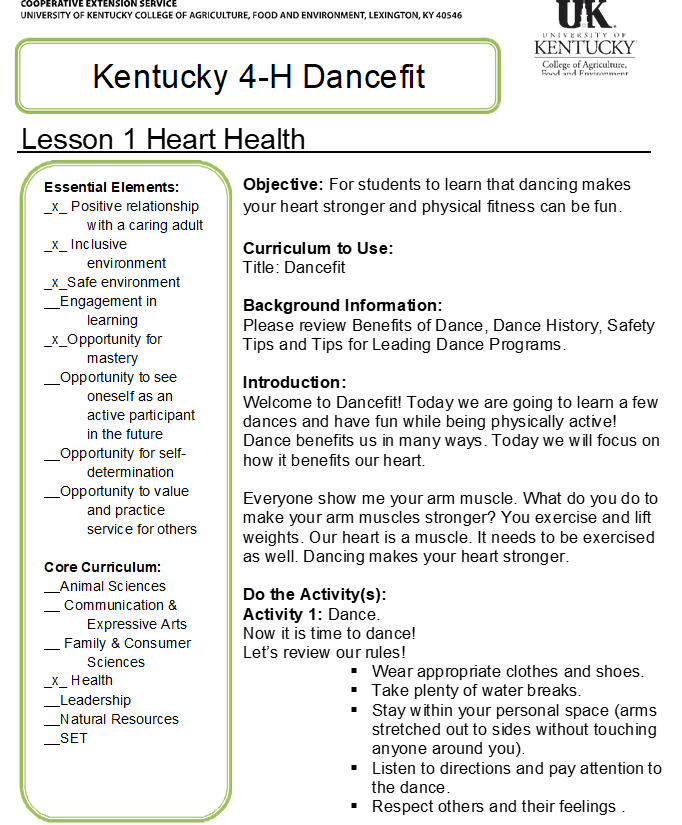 COOPERATIVE EXTENSION SERVICE
UNIVERSITY OF KENTUCKY COLLEGE OF AGRICULTURE, FOOD AND ENVIRONMENT, LEXINGTON, KY 40546
UK
UNIVERSITY OF
KENTUCKY
College of Agriculture,
Food and Environment
Kentucky 4-H Dancefit
Lesson 1 Heart Health
Essential Elements:
_x_ Positive relationship
with a caring adult
_x_ Inclusive
environment
_x_Safe environment
__Engagement in
learning
_x_Opportunity for
mastery
__Opportunity to see
oneself as an
active participant
in the future
__Opportunity for self-
determination
__Opportunity to value
and practice
service for others
Core Curriculum:
__Animal Sciences
__ Communication &
Expressive Arts
__ Family & Consumer
Sciences
_x_ Health
__Leadership
__Natural Resources
__SET
Objective: For students to learn that dancing makes
your heart stronger and physical fitness can be fun.
Curriculum to Use:
Title: Dancefit
Background Information:
Please review Benefits of Dance, Dance History, Safety
Tips and Tips for Leading Dance Programs.
Introduction:
Welcome to Dancefit! Today we are going to learn a few
dances and have fun while being physically active!
Dance benefits us in many ways. Today we will focus on
how it benefits our heart.
Everyone show me your arm muscle. What do you do to
make your arm muscles stronger? You exercise and lift
weights. Our heart is a muscle. It needs to be exercised
as well. Dancing makes your heart stronger.
Do the Activity(s):
Activity 1: Dance.
Now it is time to dance!
Let's review our rules!
▪ Wear appropriate clothes and shoes.
▪ Take plenty of water breaks.
▪ Stay within your personal space (arms
stretched out to sides without touching
anyone around you).
▪ Listen to directions and pay attention to
the dance.
▪ Respect others and their feelings .